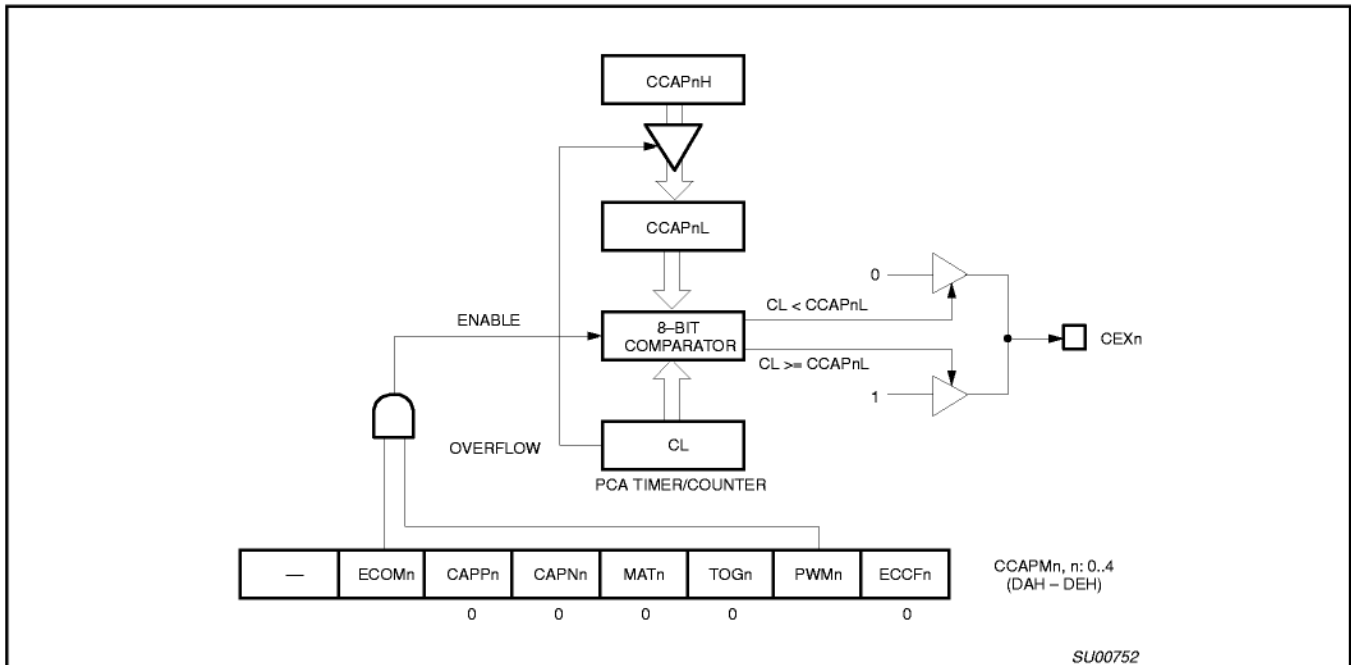 CCAPnH
CCAPnL
0
CL < CCAPnL
ENABLE
8–BIT
COMPARATOR
CEXn
CL >= CCAPnL
1
OVERFLOW
CL
PCA TIMER/COUNTER
— ECOMn CAPPn CAPNn MATn TOGn PWMn ECCFn
CCAPMn, n: 0..4
(DAH – DEH)
0 0 0 0 0
SU00752